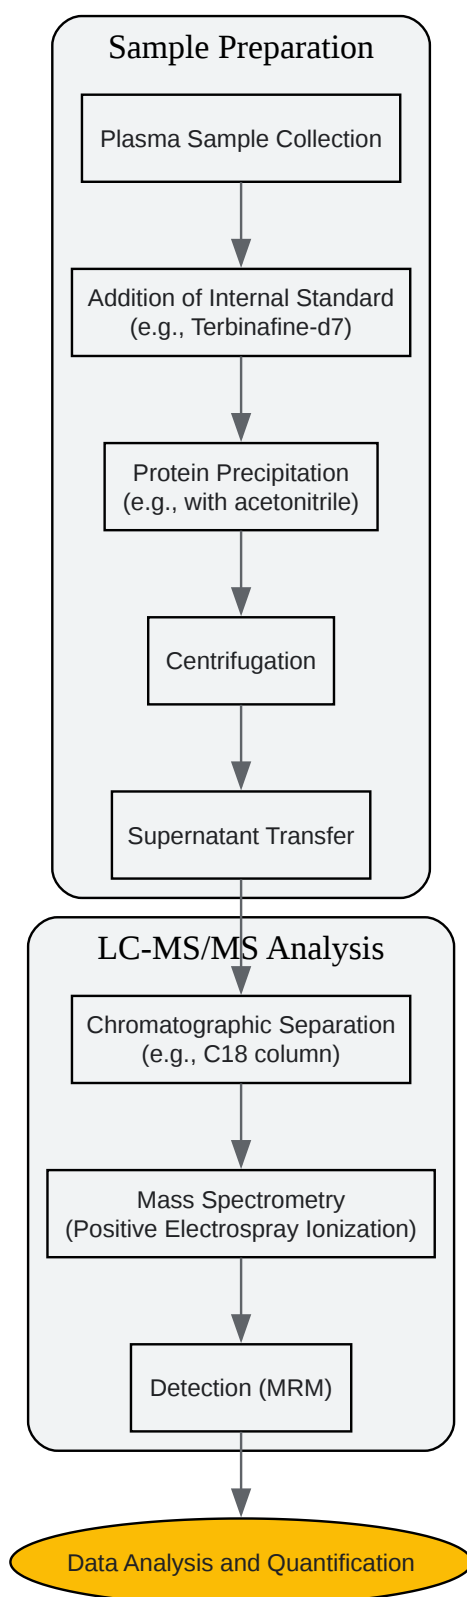 Sample Preparation
Plasma Sample Collection
Addition of Internal Standard
(e.g., Terbinafine-d7)
Protein Precipitation
(e.g., with acetonitrile)
Centrifugation
Supernatant Transfer
LC-MS/MS Analysis
Chromatographic Separation
(e.g., C18 column)
Mass Spectrometry
(Positive Electrospray Ionization)
Detection (MRM)
Data Analysis and Quantification